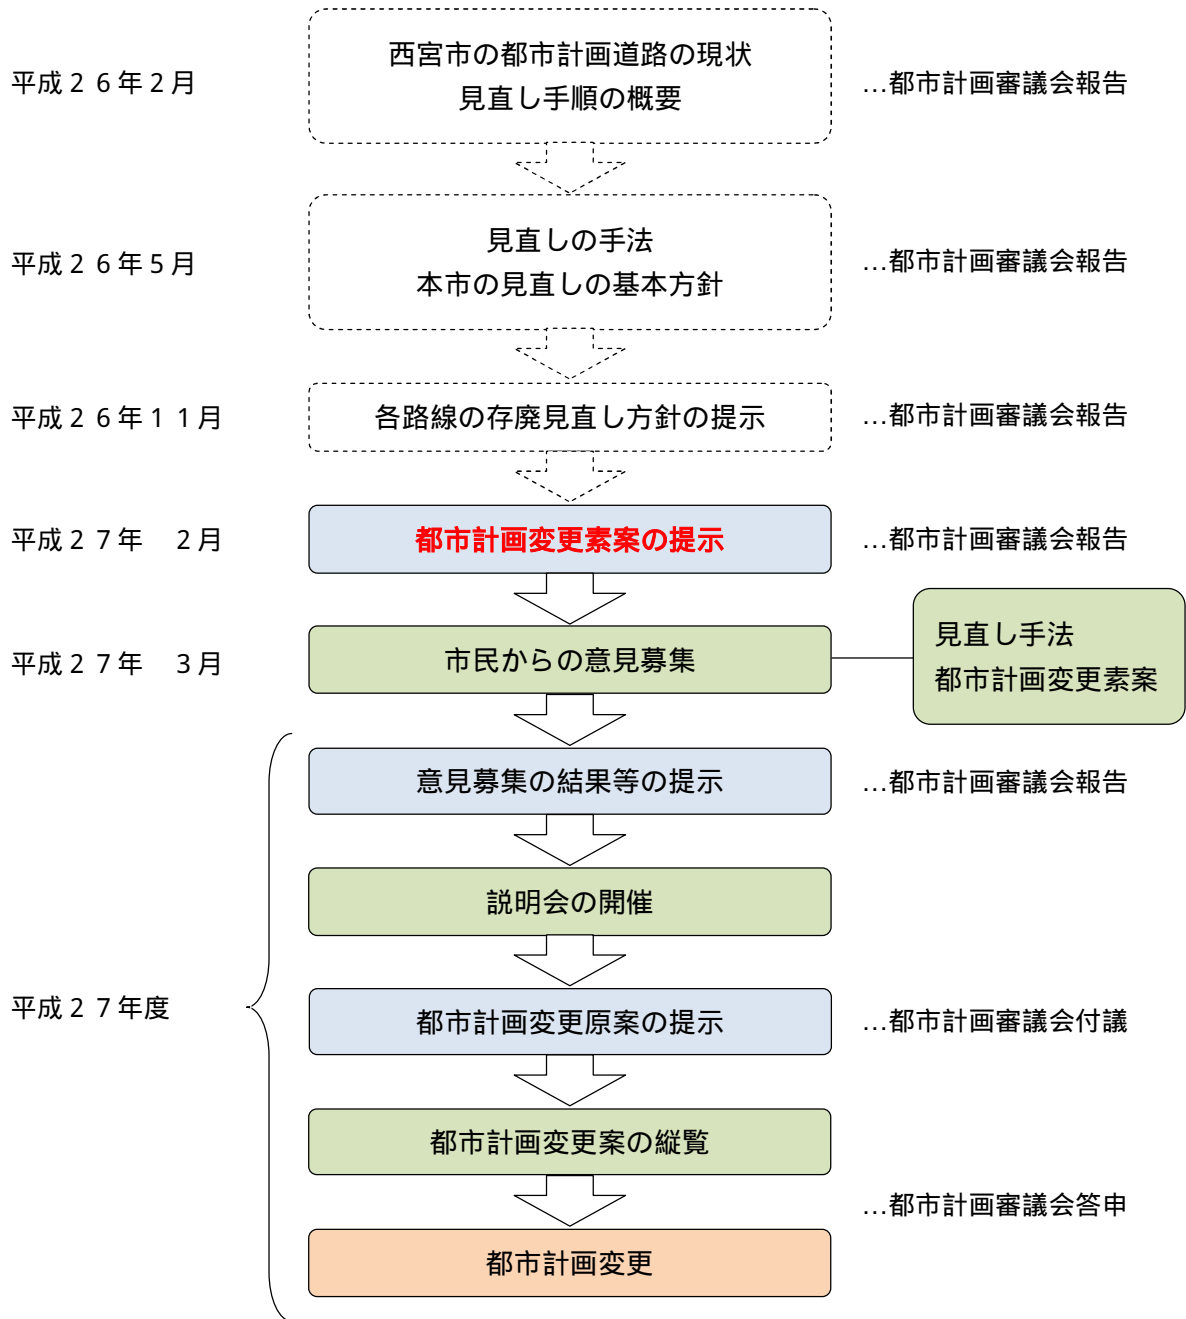 平成２６年２月
西宮市の都市計画道路の現状
見直し手順の概要
…都市計画審議会報告
平成２６年５月
見直しの手法
本市の見直しの基本方針
…都市計画審議会報告
平成２６年１１月
各路線の存廃見直し方針の提示
…都市計画審議会報告
平成２７年　２月
都市計画変更素案の提示
…都市計画審議会報告
平成２７年　３月
市民からの意見募集
見直し手法
都市計画変更素案
意見募集の結果等の提示
…都市計画審議会報告
説明会の開催
平成２７年度
都市計画変更原案の提示
…都市計画審議会付議
都市計画変更案の縦覧
…都市計画審議会答申
都市計画変更